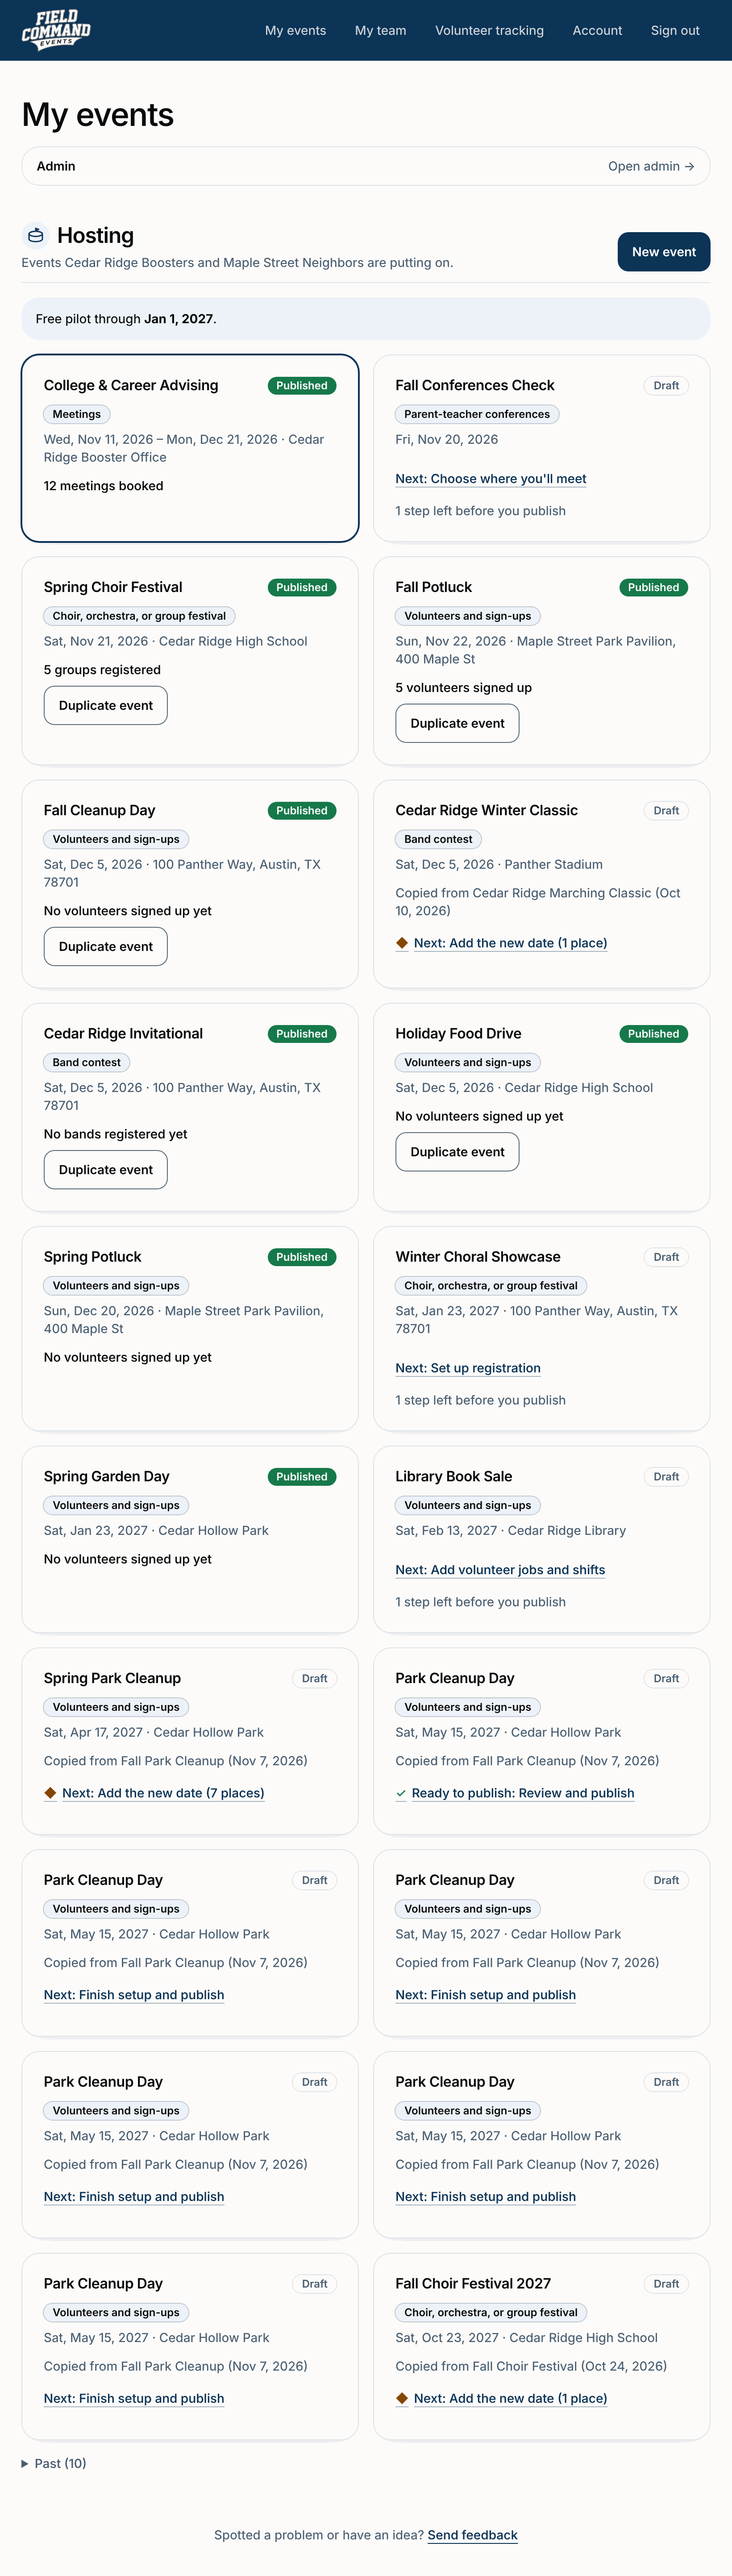 FIELD
COMMAND
EVENTS
My events
My team
Volunteer tracking
Account
Sign out
My events
Admin
Open admin →
Hosting
Events Cedar Ridge Boosters and Maple Street Neighbors are putting on.
New event
Free pilot through Jan 1, 2027.
College & Career Advising
Published
Meetings
Wed, Nov 11, 2026 – Mon, Dec 21, 2026 · Cedar
Ridge Booster Office
12 meetings booked
Fall Conferences Check
Draft
Parent-teacher conferences
Fri, Nov 20, 2026
Next: Choose where you'll meet
1 step left before you publish
Spring Choir Festival
Published
Choir, orchestra, or group festival
Sat, Nov 21, 2026 · Cedar Ridge High School
5 groups registered
Duplicate event
Fall Potluck
Published
Volunteers and sign-ups
Sun, Nov 22, 2026 · Maple Street Park Pavilion,
400 Maple St
5 volunteers signed up
Duplicate event
Fall Cleanup Day
Published
Volunteers and sign-ups
Sat, Dec 5, 2026 · 100 Panther Way, Austin, TX
78701
No volunteers signed up yet
Duplicate event
Cedar Ridge Winter Classic
Draft
Band contest
Sat, Dec 5, 2026 · Panther Stadium
Copied from Cedar Ridge Marching Classic (Oct
10, 2026)
◆ Next: Add the new date (1 place)
Cedar Ridge Invitational
Published
Band contest
Sat, Dec 5, 2026 · 100 Panther Way, Austin, TX
78701
No bands registered yet
Duplicate event
Holiday Food Drive
Published
Volunteers and sign-ups
Sat, Dec 5, 2026 · Cedar Ridge High School
No volunteers signed up yet
Duplicate event
Spring Potluck
Published
Volunteers and sign-ups
Sun, Dec 20, 2026 · Maple Street Park Pavilion,
400 Maple St
No volunteers signed up yet
Winter Choral Showcase
Draft
Choir, orchestra, or group festival
Sat, Jan 23, 2027 · 100 Panther Way, Austin, TX
78701
Next: Set up registration
1 step left before you publish
Spring Garden Day
Published
Volunteers and sign-ups
Sat, Jan 23, 2027 · Cedar Hollow Park
No volunteers signed up yet
Library Book Sale
Draft
Volunteers and sign-ups
Sat, Feb 13, 2027 · Cedar Ridge Library
Next: Add volunteer jobs and shifts
1 step left before you publish
Spring Park Cleanup
Draft
Volunteers and sign-ups
Sat, Apr 17, 2027 · Cedar Hollow Park
Copied from Fall Park Cleanup (Nov 7, 2026)
◆ Next: Add the new date (7 places)
Park Cleanup Day
Draft
Volunteers and sign-ups
Sat, May 15, 2027 · Cedar Hollow Park
Copied from Fall Park Cleanup (Nov 7, 2026)
✓ Ready to publish: Review and publish
Park Cleanup Day
Draft
Volunteers and sign-ups
Sat, May 15, 2027 · Cedar Hollow Park
Copied from Fall Park Cleanup (Nov 7, 2026)
Next: Finish setup and publish
Park Cleanup Day
Draft
Volunteers and sign-ups
Sat, May 15, 2027 · Cedar Hollow Park
Copied from Fall Park Cleanup (Nov 7, 2026)
Next: Finish setup and publish
Park Cleanup Day
Draft
Volunteers and sign-ups
Sat, May 15, 2027 · Cedar Hollow Park
Copied from Fall Park Cleanup (Nov 7, 2026)
Next: Finish setup and publish
Park Cleanup Day
Draft
Volunteers and sign-ups
Sat, May 15, 2027 · Cedar Hollow Park
Copied from Fall Park Cleanup (Nov 7, 2026)
Next: Finish setup and publish
Park Cleanup Day
Draft
Volunteers and sign-ups
Sat, May 15, 2027 · Cedar Hollow Park
Copied from Fall Park Cleanup (Nov 7, 2026)
Next: Finish setup and publish
Fall Choir Festival 2027
Draft
Choir, orchestra, or group festival
Sat, Oct 23, 2027 · Cedar Ridge High School
Copied from Fall Choir Festival (Oct 24, 2026)
◆ Next: Add the new date (1 place)
▶ Past (10)
Spotted a problem or have an idea? Send feedback